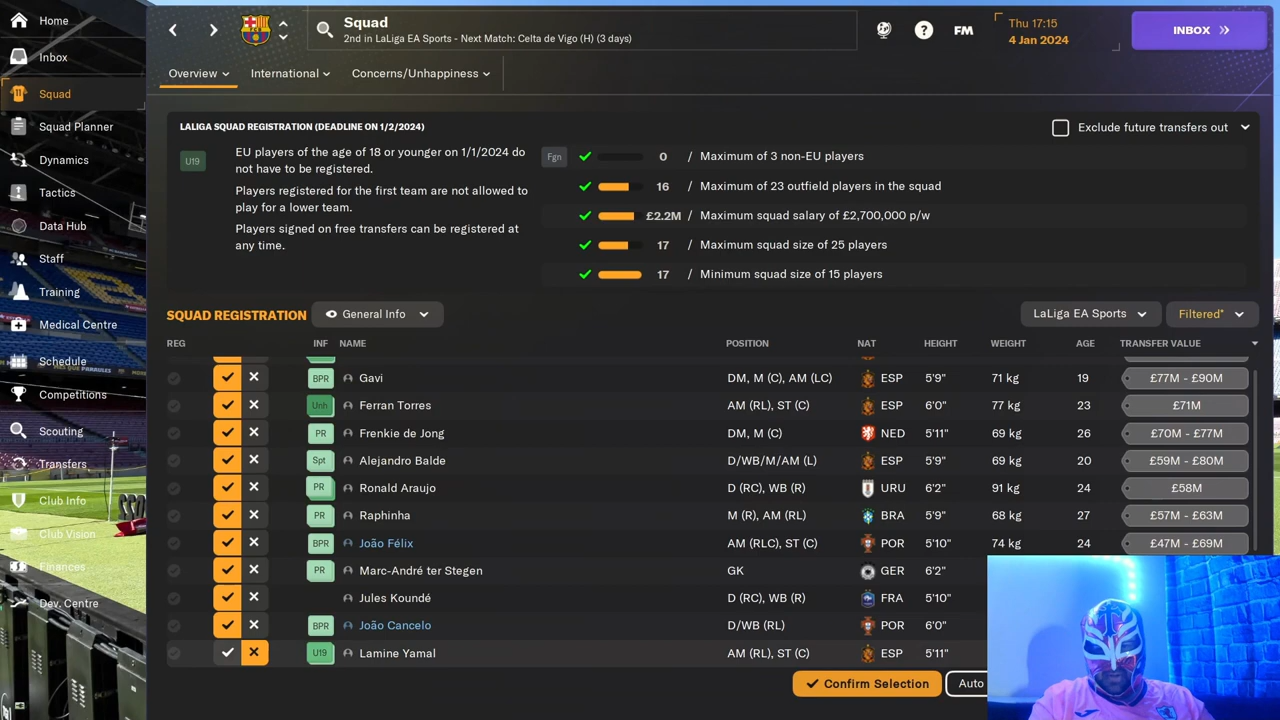 Home
Squad
2nd in LaLiga EA Sports - Next Match: Celta de Vigo (H) (3 days)
?
FM
Thu 17:15
4 Jan 2024
INBOX
Inbox
Overview
International
Concerns/Unhappiness
Squad
Squad Planner
Dynamics
Tactics
Data Hub
Staff
Training
Medical Centre
Schedule
Competitions
Scouting
Transfers
Club Info
Club Vision
Finances
Dev. Centre
LALIGA SQUAD REGISTRATION (DEADLINE ON 1/2/2024)
Exclude future transfers out
U19
EU players of the age of 18 or younger on 1/1/2024 do
not have to be registered.
Players registered for the first team are not allowed to
play for a lower team.
Players signed on free transfers can be registered at
any time.
Fgn 0 / Maximum of 3 non-EU players
16 / Maximum of 23 outfield players in the squad
£2.2M / Maximum squad salary of £2,700,000 p/w
17 / Maximum squad size of 25 players
17 / Minimum squad size of 15 players
SQUAD REGISTRATION General Info LaLiga EA Sports Filtered*
REG INF NAME POSITION NAT HEIGHT WEIGHT AGE TRANSFER VALUE
BPR Gavi DM, M (C), AM (LC) ESP 5'9" 71 kg 19 £77M - £90M
Unh Ferran Torres AM (RL), ST (C) ESP 6'0" 77 kg 23 £71M
PR Frenkie de Jong DM, M (C) NED 5'11" 69 kg 26 £70M - £77M
Spt Alejandro Balde D/WB/M/AM (L) ESP 5'9" 69 kg 20 £59M - £80M
PR Ronald Araujo D (RC), WB (R) URU 6'2" 91 kg 24 £58M
PR Raphinha M (R), AM (RL) BRA 5'9" 68 kg 27 £57M - £63M
BPR João Félix AM (RLC), ST (C) POR 5'10" 74 kg 24 £47M - £69M
PR Marc-André ter Stegen GK GER 6'2"
Jules Koundé D (RC), WB (R) FRA 5'10"
BPR João Cancelo D/WB (RL) POR 6'0"
U19 Lamine Yamal AM (RL), ST (C) ESP 5'11"
Confirm Selection
Auto